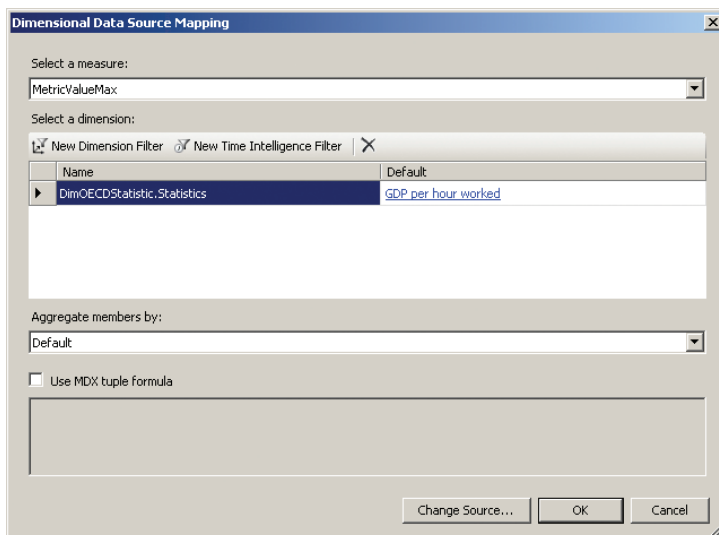 Dimensional Data Source Mapping
Select a measure:
MetricValueMax
Select a dimension:
New Dimension Filter New Time Intelligence Filter
Name Default
DimOECDStatistic.Statistics GDP per hour worked
Aggregate members by:
Default
Use MDX tuple formula
Change Source... OK Cancel